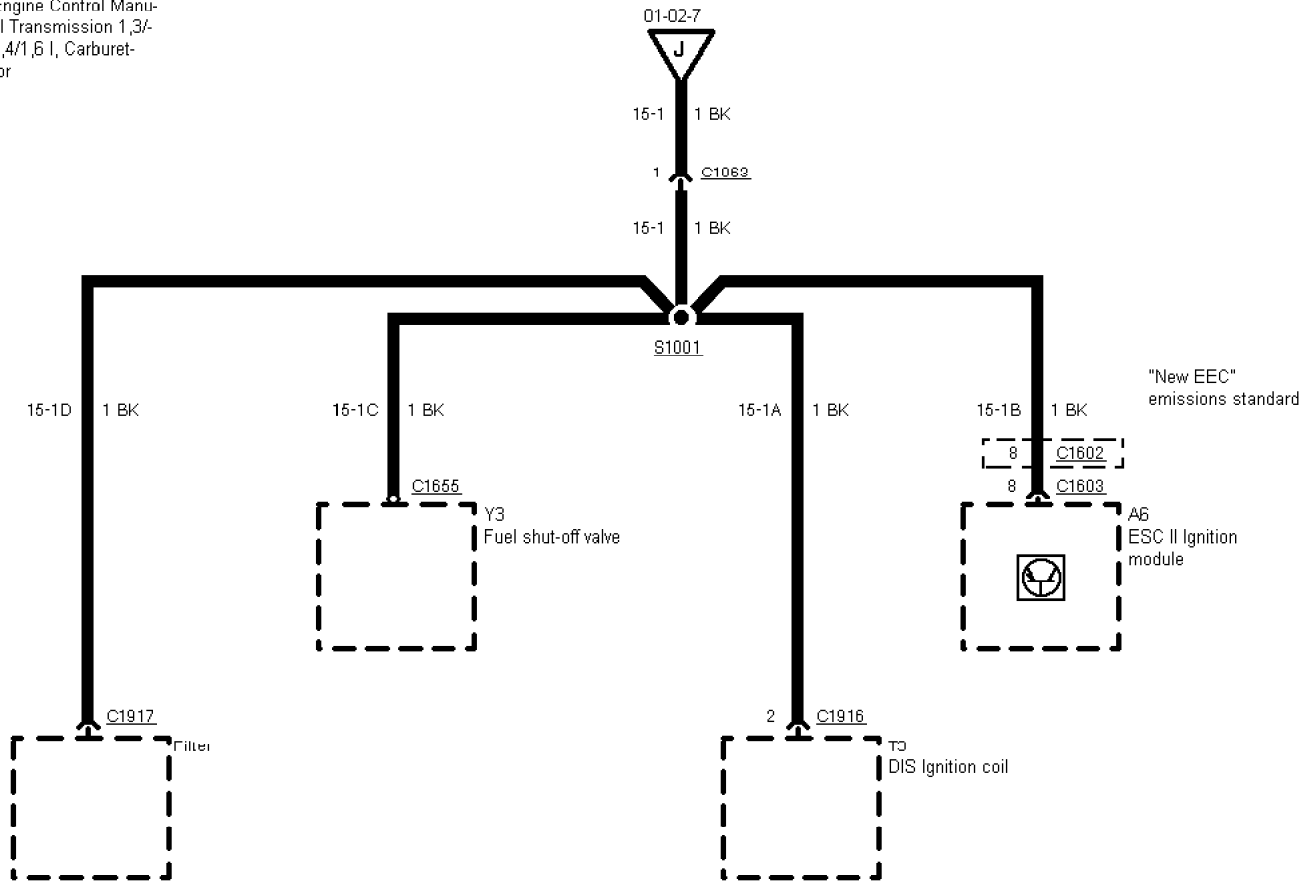 Engine Control Manu-
l Transmission 1,3/-
,4/1,6 l, Carburet-
or
01-02-7
J
15-1 1 BK
1 C1069
15-1 1 BK
S1001
"New EEC"
emissions standard
15-1D 1 BK
15-1C 1 BK
15-1A 1 BK
15-1B 1 BK
8 C1602
C1655
8 C1603
Y3
Fuel shut-off valve
A6
ESC II Ignition
module
C1917
2 C1916
Filter
DIS Ignition coil